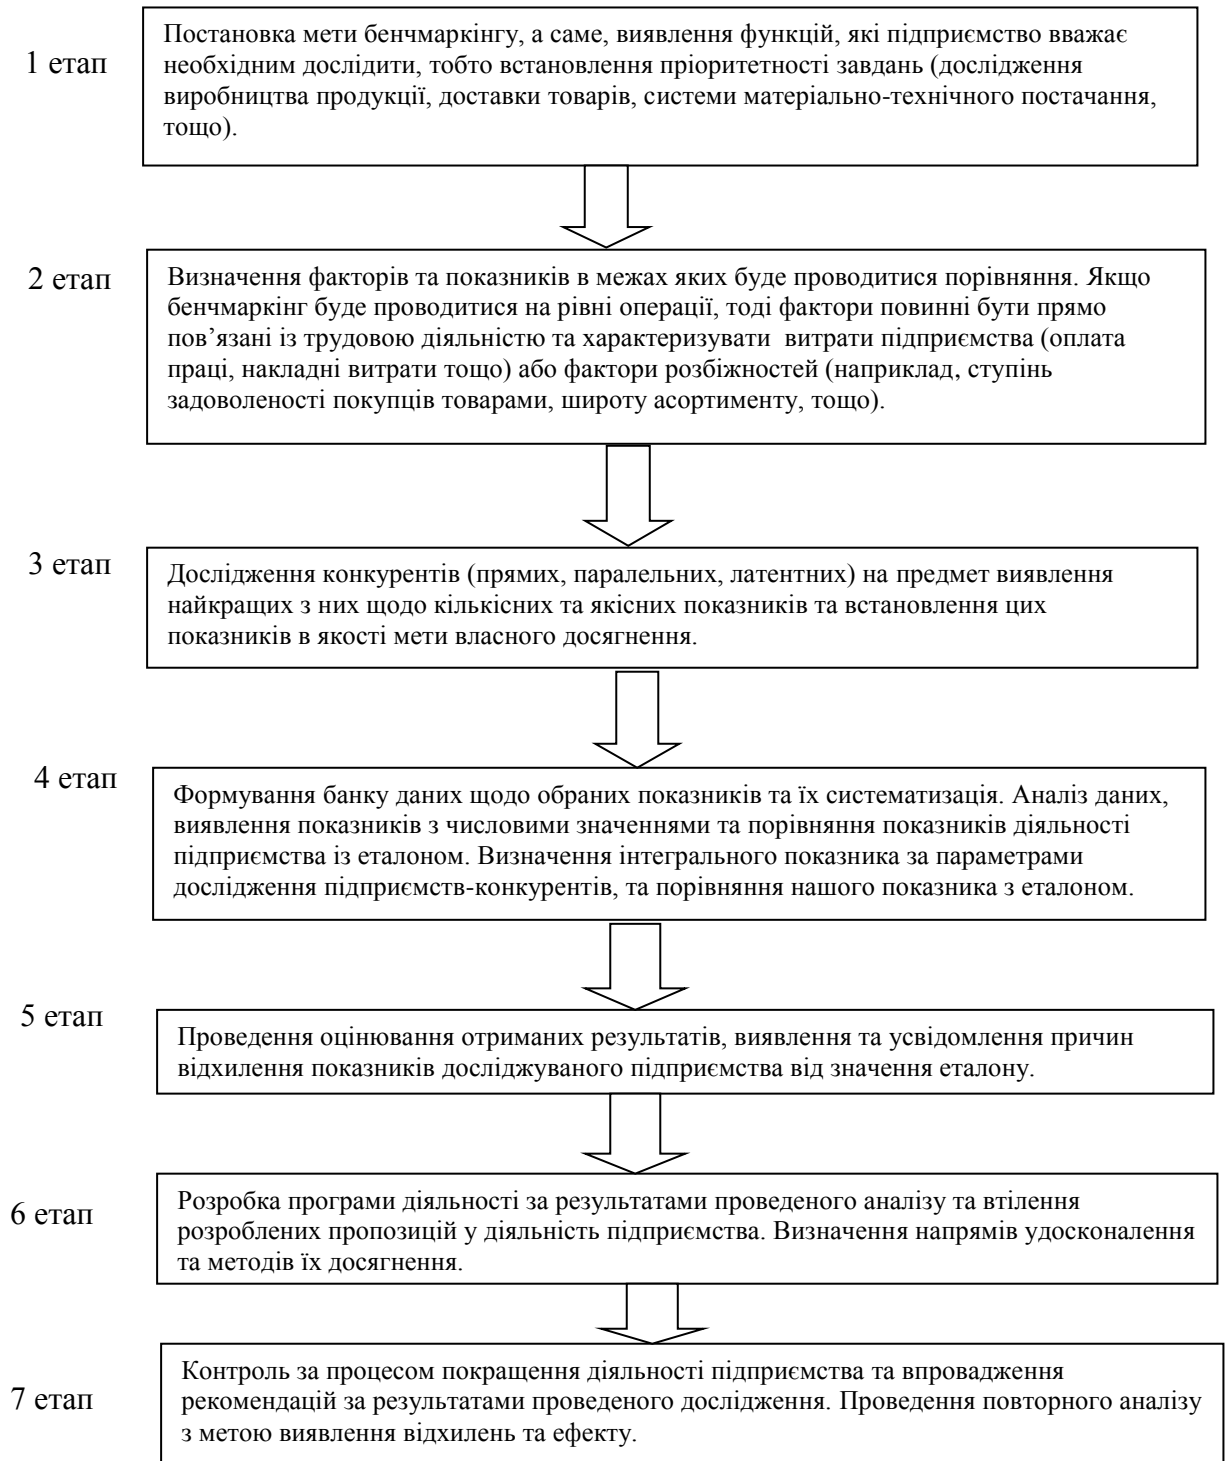 1 етап
Постановка мети бенчмаркінгу, а саме, виявлення функцій, які підприємство вважає
необхідним дослідити, тобто встановлення пріоритетності завдань (дослідження
виробництва продукції, доставки товарів, системи матеріально-технічного постачання,
тощо).
2 етап
Визначення факторів та показників в межах яких буде проводитися порівняння. Якщо
бенчмаркінг буде проводитися на рівні операції, тоді фактори повинні бути прямо
пов’язані із трудовою діяльністю та характеризувати витрати підприємства (оплата
праці, накладні витрати тощо) або фактори розбіжностей (наприклад, ступінь
задоволеності покупців товарами, широту асортименту, тощо).
3 етап
Дослідження конкурентів (прямих, паралельних, латентних) на предмет виявлення
найкращих з них щодо кількісних та якісних показників та встановлення цих
показників в якості мети власного досягнення.
4 етап
Формування банку даних щодо обраних показників та їх систематизація. Аналіз даних,
виявлення показників з числовими значеннями та порівняння показників діяльності
підприємства із еталоном. Визначення інтегрального показника за параметрами
дослідження підприємств-конкурентів, та порівняння нашого показника з еталоном.
5 етап
Проведення оцінювання отриманих результатів, виявлення та усвідомлення причин
відхилення показників досліджуваного підприємства від значення еталону.
6 етап
Розробка програми діяльності за результатами проведеного аналізу та втілення
розроблених пропозицій у діяльність підприємства. Визначення напрямів удосконалення
та методів їх досягнення.
7 етап
Контроль за процесом покращення діяльності підприємства та впровадження
рекомендацій за результатами проведеного дослідження. Проведення повторного аналізу
з метою виявлення відхилень та ефекту.